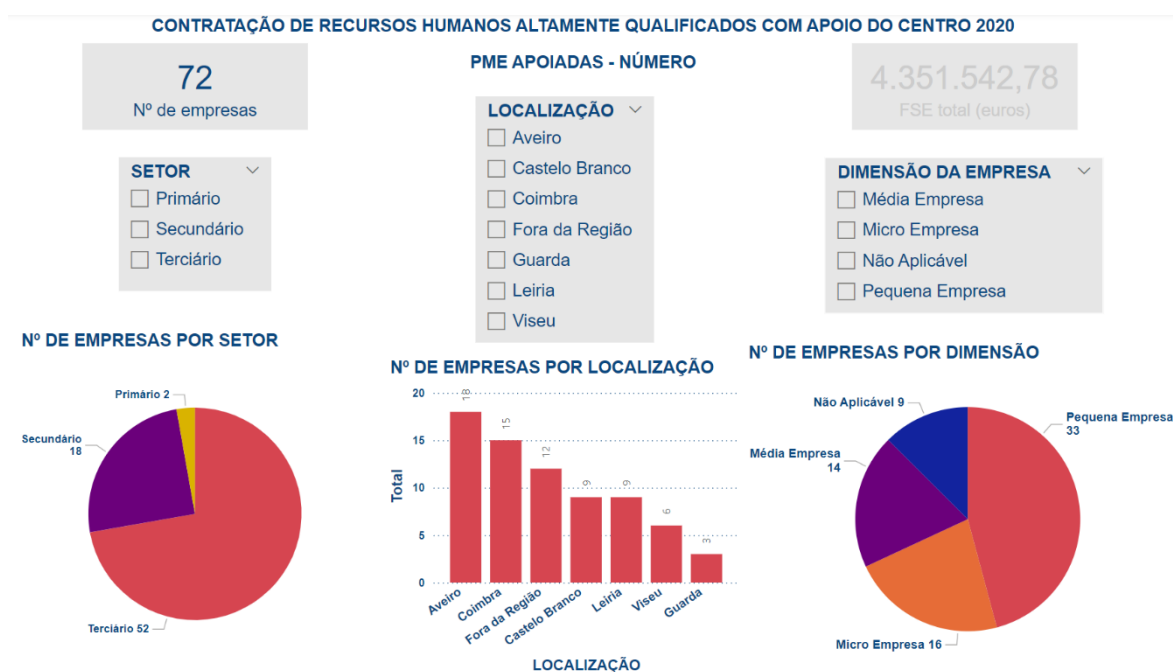 CONTRATAÇÃO DE RECURSOS HUMANOS ALTAMENTE QUALIFICADOS COM APOIO DO CENTRO 2020
72
Nº de empresas
PME APOIADAS - NÚMERO
4.351.542,78
FSE total (euros)
SETOR
Primário
Secundário
Terciário
LOCALIZAÇÃO
Aveiro
Castelo Branco
Coimbra
Fora da Região
Guarda
Leiria
Viseu
DIMENSÃO DA EMPRESA
Média Empresa
Micro Empresa
Não Aplicável
Pequena Empresa
Nº DE EMPRESAS POR SETOR
Primário 2
Secundário
18
Terciário 52
Nº DE EMPRESAS POR LOCALIZAÇÃO
Total
20
15
10
5
0
18
15
12
9
9
6
3
Aveiro
Coimbra
Fora da Região
Castelo Branco
Leiria
Viseu
Guarda
LOCALIZAÇÃO
Nº DE EMPRESAS POR DIMENSÃO
Não Aplicável 9
Pequena Empresa
33
Média Empresa
14
Micro Empresa 16